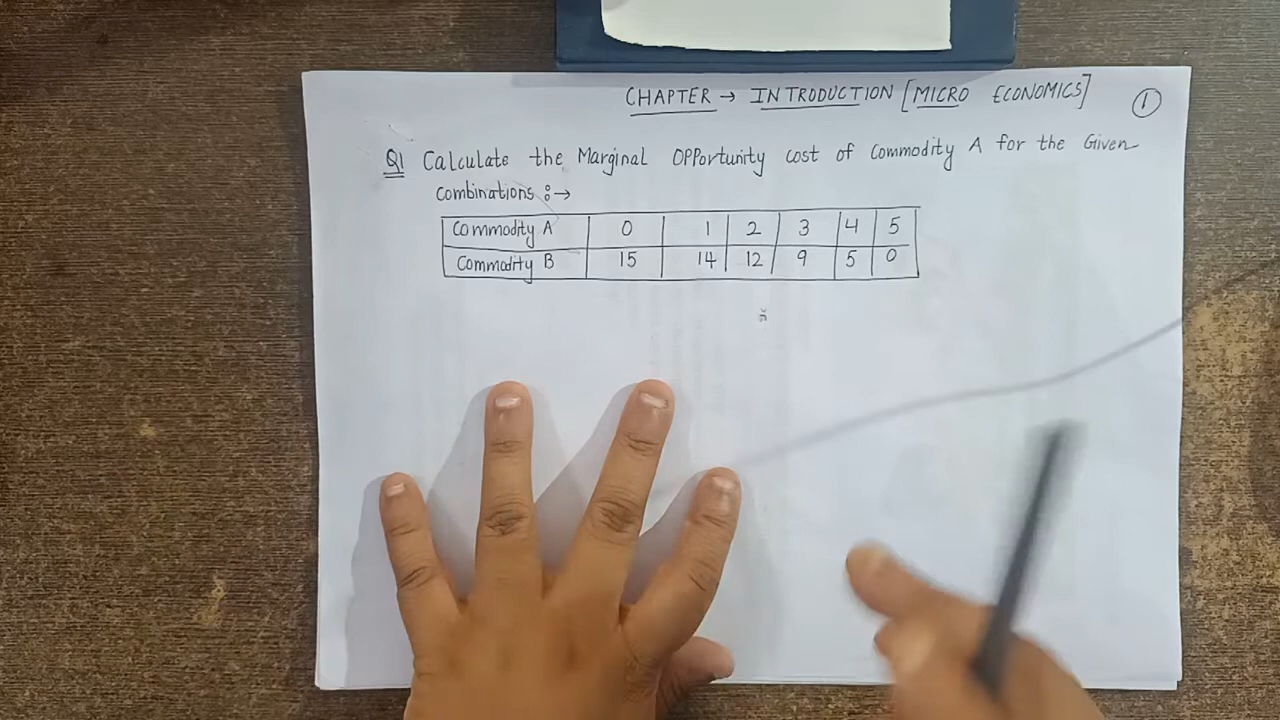 CHAPTER → INTRODUCTION [MICRO ECONOMICS] 1
Q1 Calculate the Marginal Opportunity cost of Commodity A for the Given
Combinations :→
Commodity A 0 1 2 3 4 5
Commodity B 15 14 12 9 5 0